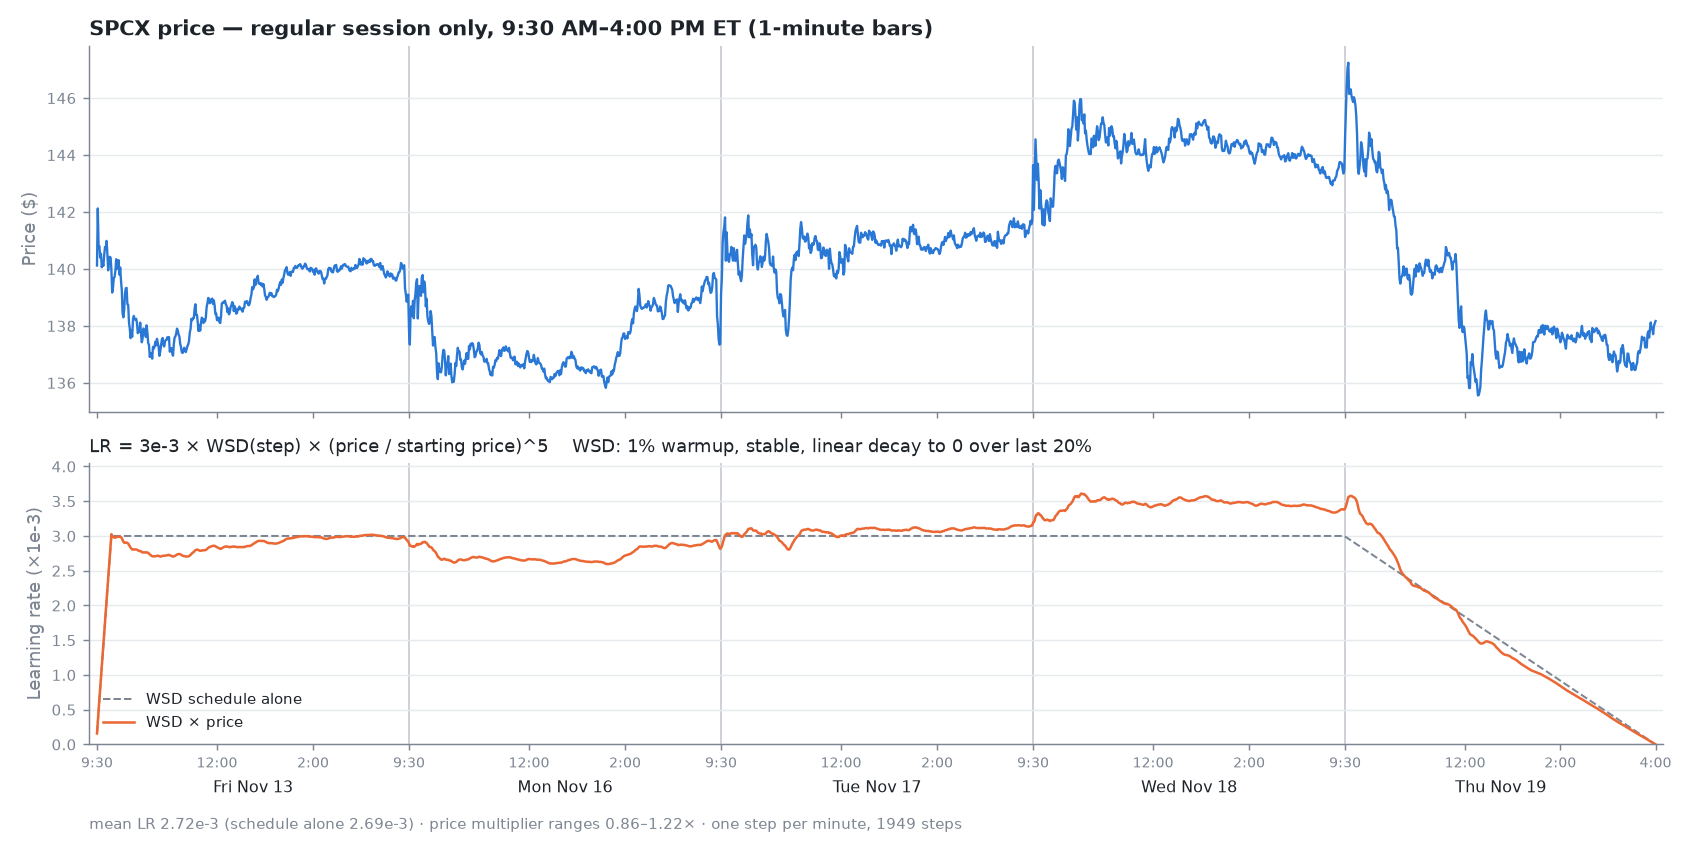 SPCX price — regular session only, 9:30 AM–4:00 PM ET (1-minute bars)
Price ($)
146
144
142
140
138
136
LR = 3e-3 × WSD(step) × (price / starting price)^5    WSD: 1% warmup, stable, linear decay to 0 over last 20%
Learning rate (×1e-3)
4.0
3.5
3.0
2.5
2.0
1.5
1.0
0.5
0.0
WSD schedule alone
WSD × price
9:30 12:00 2:00 9:30 12:00 2:00 9:30 12:00 2:00 9:30 12:00 2:00 9:30 12:00 2:00 4:00
Fri Nov 13 Mon Nov 16 Tue Nov 17 Wed Nov 18 Thu Nov 19
mean LR 2.72e-3 (schedule alone 2.69e-3) · price multiplier ranges 0.86–1.22× · one step per minute, 1949 steps